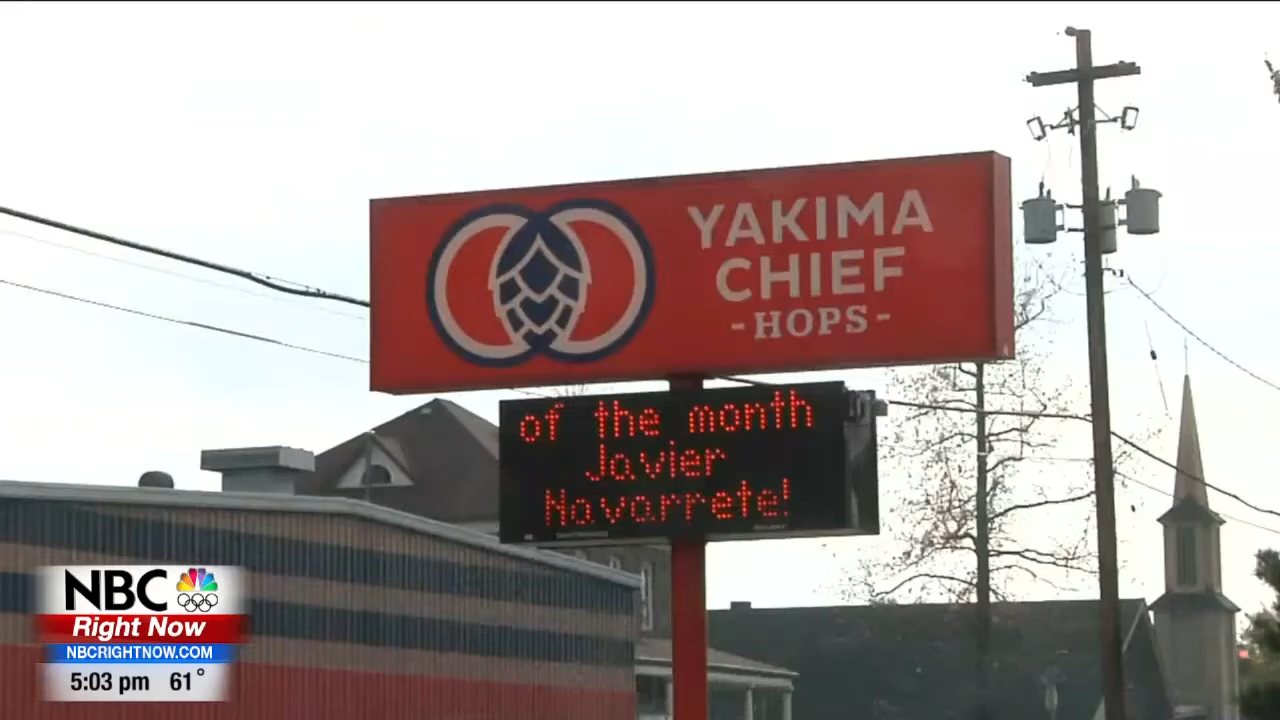 YAKIMA
CHIEF
-HOPS-
of the month
Javier
Navarrete!
NBC
Right Now
NBCRIGHTNOW.COM
5:03 pm 61°